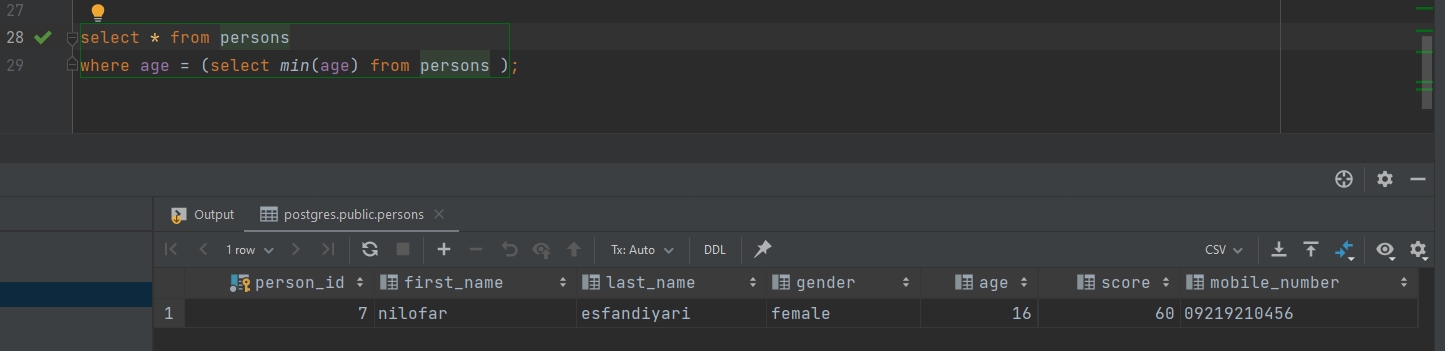 27
28 select * from persons
29 where age = (select min(age) from persons );
Output postgres.public.persons
1 row Tx: Auto DDL CSV
person_id first_name last_name gender age score mobile_number
1 7 nilofar esfandiyari female 16 60 09219210456